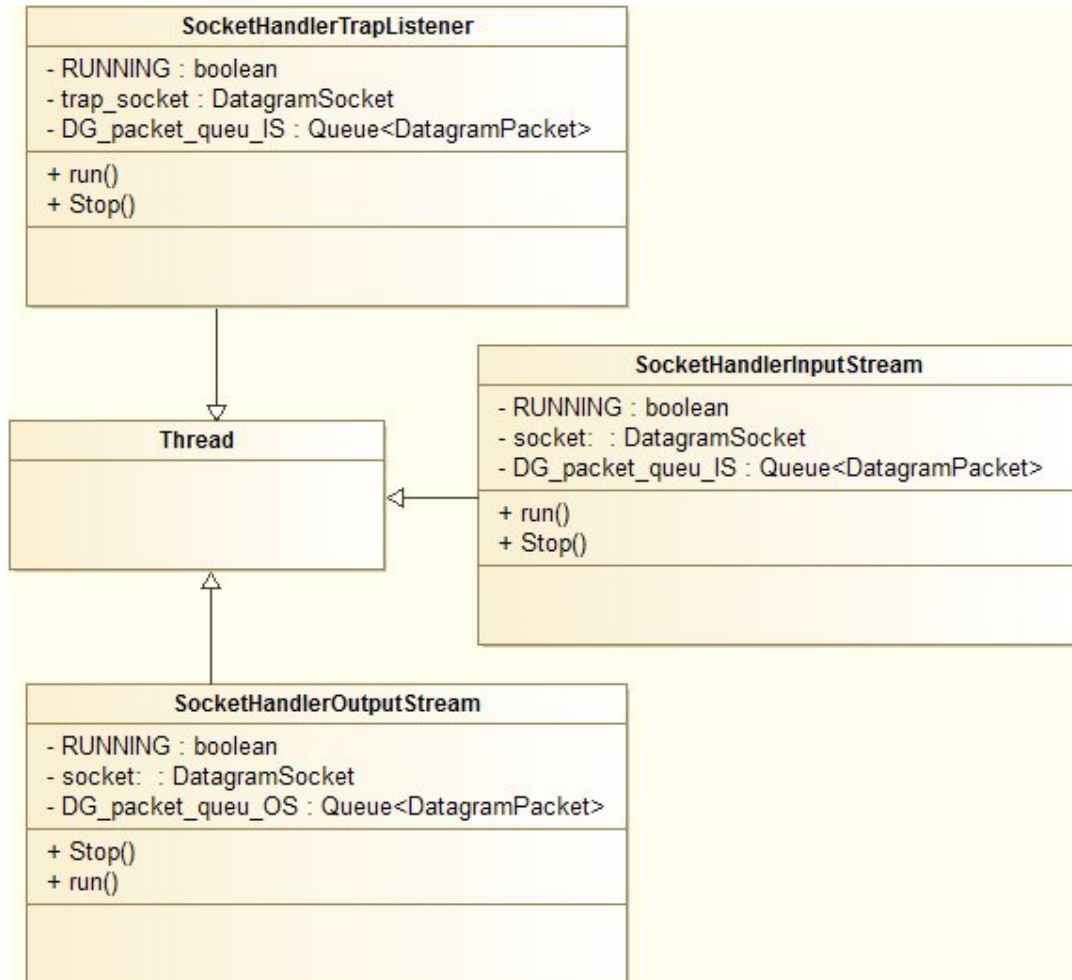 SocketHandlerTrapListener
- RUNNING : boolean
- trap_socket : DatagramSocket
- DG_packet_queu_IS : Queue<DatagramPacket>
+ run()
+ Stop()
SocketHandlerInputStream
- RUNNING : boolean
- socket: : DatagramSocket
- DG_packet_queu_IS : Queue<DatagramPacket>
+ run()
+ Stop()
Thread
SocketHandlerOutputStream
- RUNNING : boolean
- socket: : DatagramSocket
- DG_packet_queu_OS : Queue<DatagramPacket>
+ Stop()
+ run()